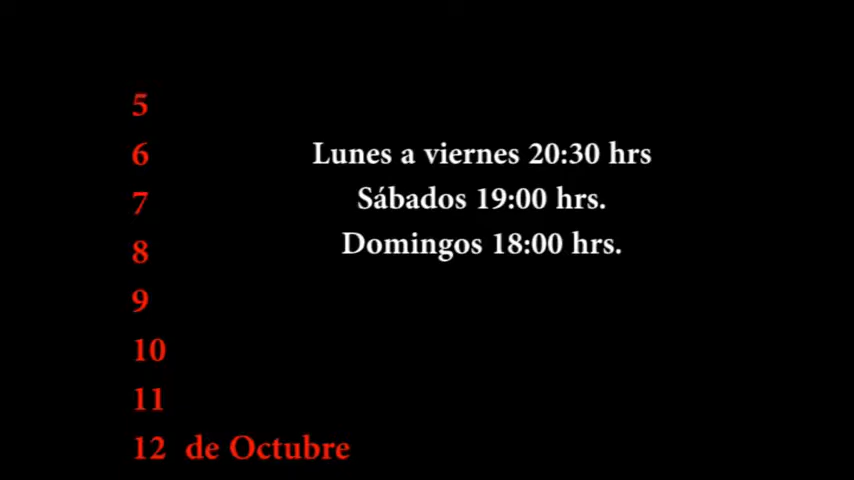 5
6
Lunes a viernes 20:30 hrs
Sábados 19:00 hrs.
Domingos 18:00 hrs.
7
8
9
10
11
12 de Octubre